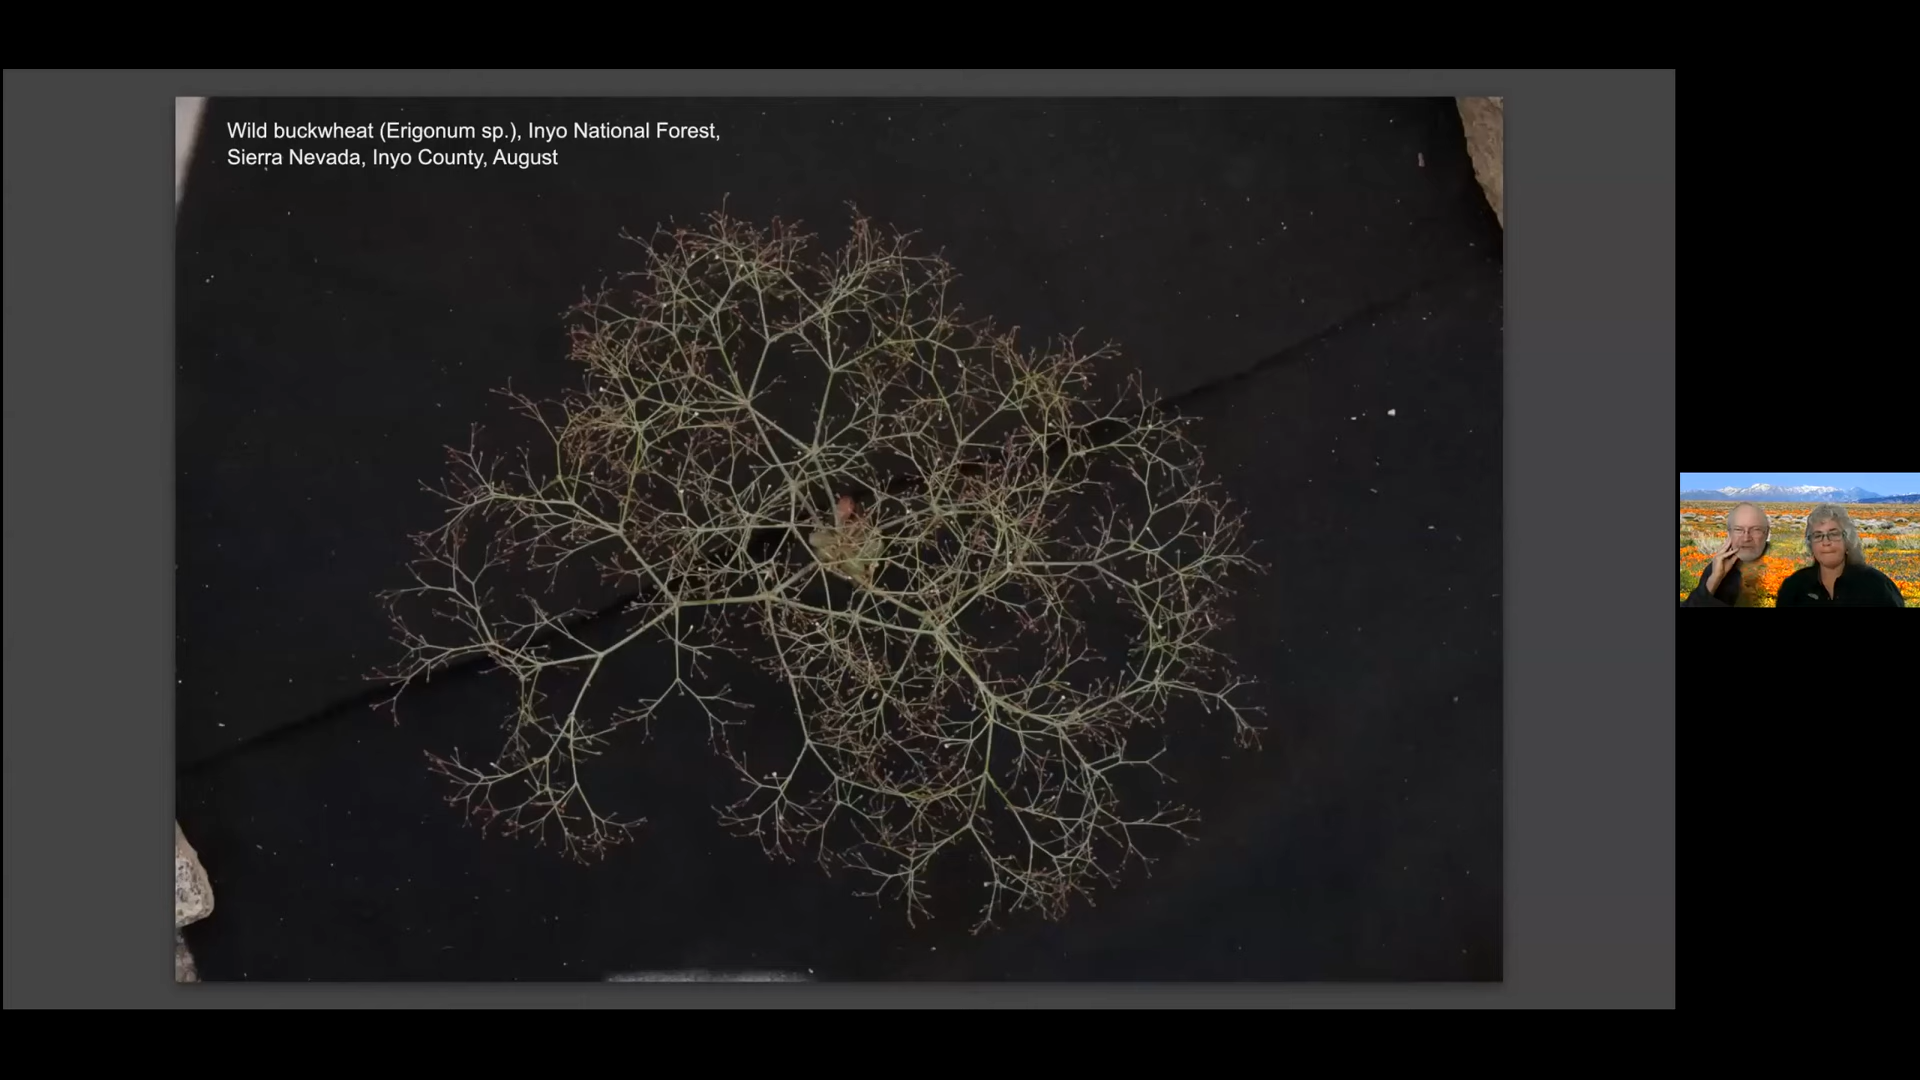 Wild buckwheat (Erigonum sp.), Inyo National Forest,
Sierra Nevada, Inyo County, August